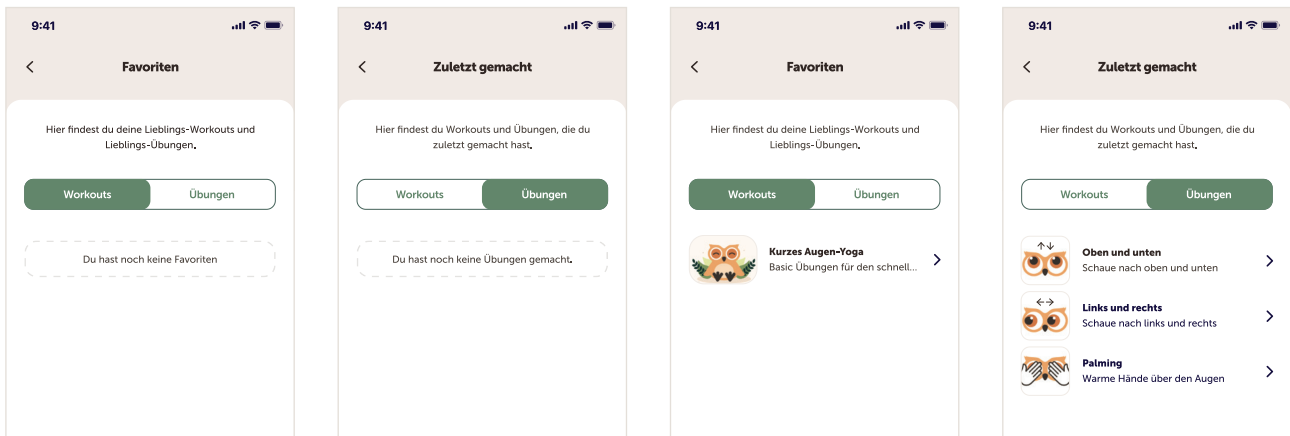 9:41
Favoriten
Hier findest du deine Lieblings-Workouts und
Lieblings-Übungen.
Workouts
Übungen
Du hast noch keine Favoriten
9:41
Zuletzt gemacht
Hier findest du Workouts und Übungen, die du
zuletzt gemacht hast.
Workouts
Übungen
Du hast noch keine Übungen gemacht.
9:41
Favoriten
Hier findest du deine Lieblings-Workouts und
Lieblings-Übungen.
Workouts
Übungen
Kurzes Augen-Yoga
Basic Übungen für den schnell...
9:41
Zuletzt gemacht
Hier findest du Workouts und Übungen, die du
zuletzt gemacht hast.
Workouts
Übungen
Oben und unten
Schaue nach oben und unten
Links und rechts
Schaue nach links und rechts
Palming
Warme Hände über den Augen